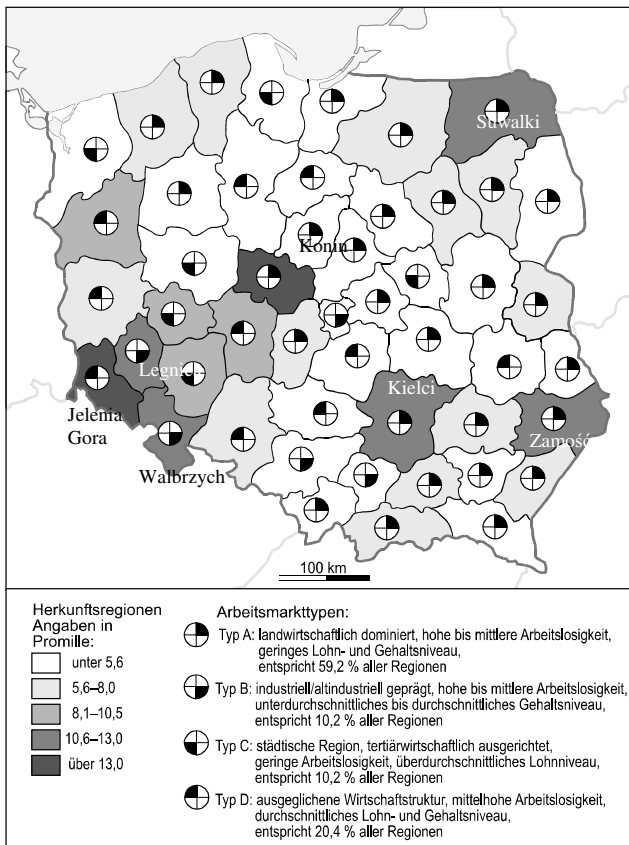 Suwalki
Konin
Legnic
Kielci
Jelenia
Gora
Zamość
Walbrzych
100 km
Herkunftsregionen
Angaben in
Promille:
unter 5,6
5,6–8,0
8,1–10,5
10,6–13,0
über 13,0
Arbeitsmarkttypen:
Typ A: landwirtschaftlich dominiert, hohe bis mittlere Arbeitslosigkeit,
geringes Lohn- und Gehaltsniveau,
entspricht 59,2 % aller Regionen
Typ B: industriell/altindustriell geprägt, hohe bis mittlere Arbeitslosigkeit,
unterdurchschnittliches bis durchschnittliches Gehaltsniveau,
entspricht 10,2 % aller Regionen
Typ C: städtische Region, tertiärwirtschaftlich ausgerichtet,
geringe Arbeitslosigkeit, überdurchschnittliches Lohnniveau,
entspricht 10,2 % aller Regionen
Typ D: ausgeglichene Wirtschaftstruktur, mittelhohe Arbeitslosigkeit,
durchschnittliches Lohn- und Gehaltsniveau,
entspricht 20,4 % aller Regionen